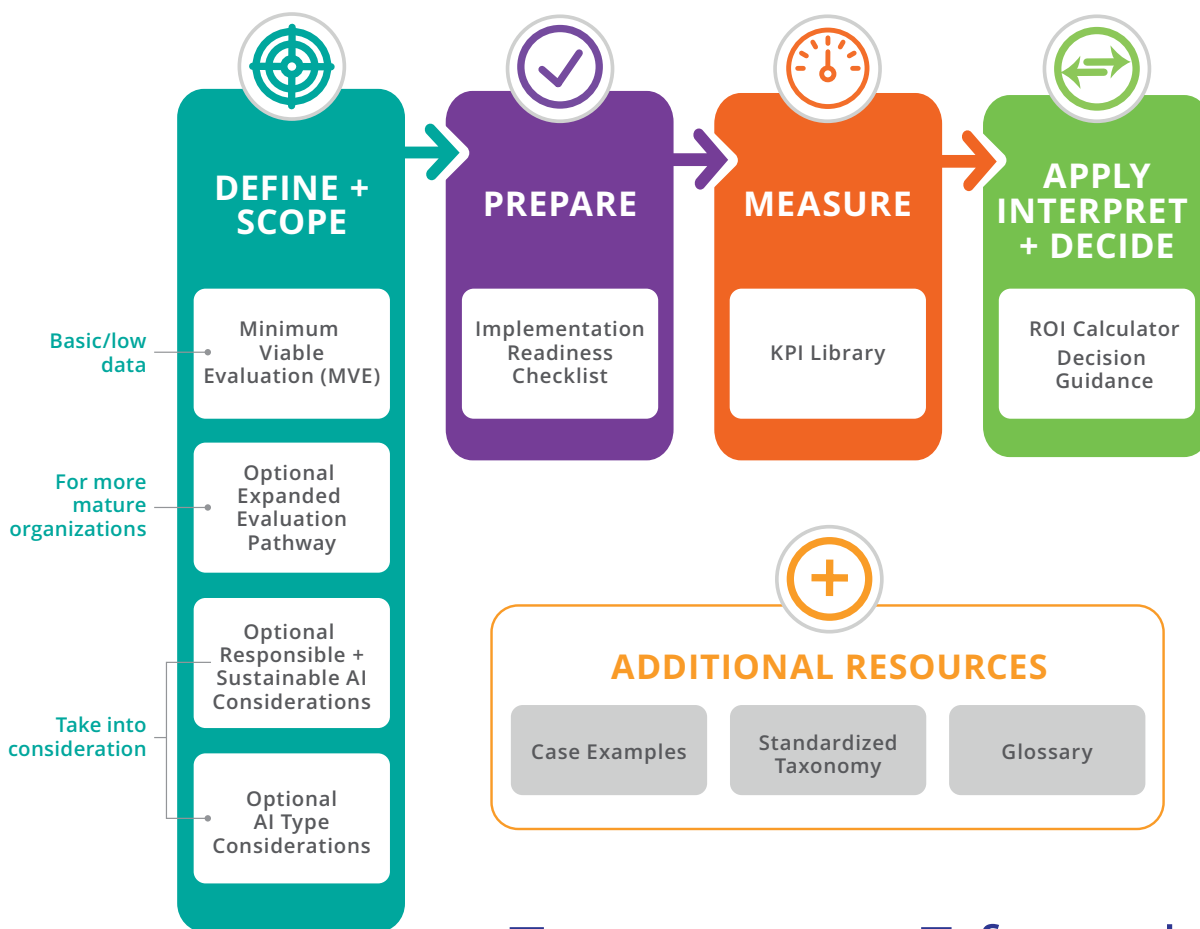 DEFINE +
SCOPE
Basic/low
data
Minimum
Viable
Evaluation (MVE)
For more
mature
organizations
Optional
Expanded
Evaluation
Pathway
Take into
consideration
Optional
Responsible +
Sustainable AI
Considerations
Optional
AI Type
Considerations
PREPARE
Implementation
Readiness
Checklist
MEASURE
KPI Library
APPLY
INTERPRET
+ DECIDE
ROI Calculator
Decision
Guidance
+
ADDITIONAL RESOURCES
Case Examples
Standardized
Taxonomy
Glossary